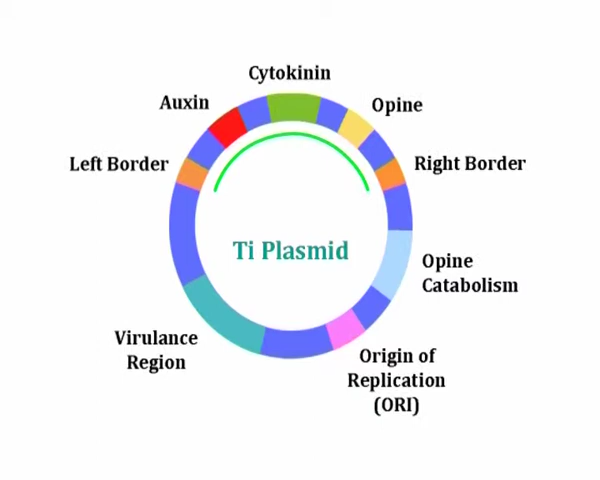 Cytokinin
Auxin
Opine
Left Border
Right Border
Ti Plasmid
Opine
Catabolism
Virulance
Region
Origin of
Replication
(ORI)